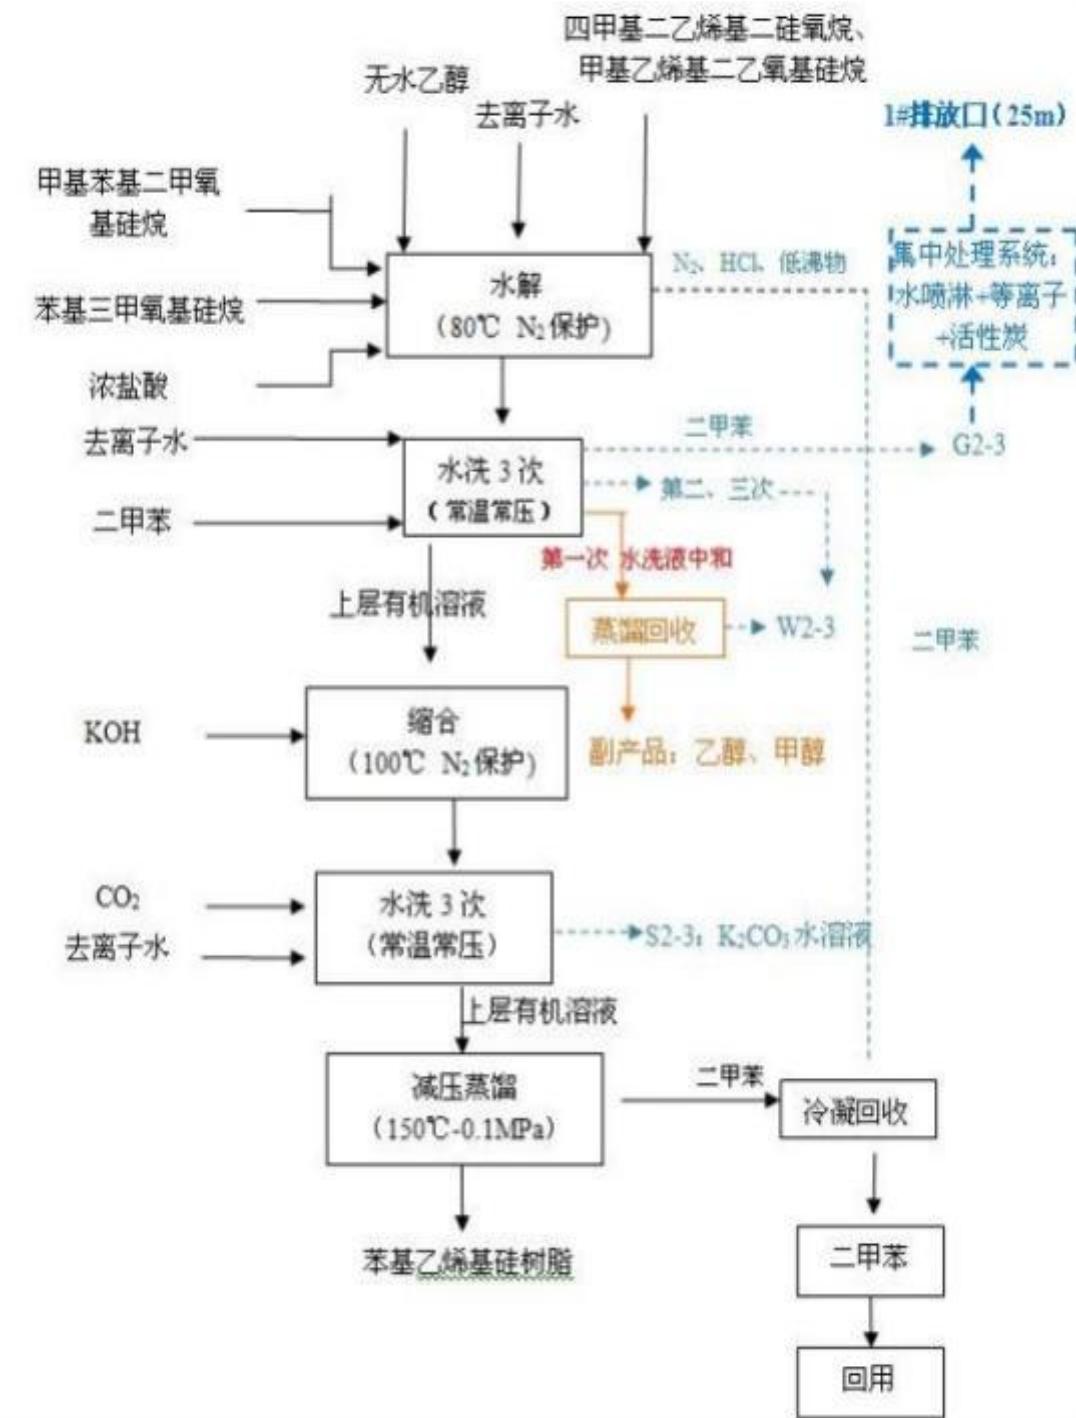 四甲基二乙烯基二硅氧烷、
甲基乙烯基二乙氧基硅烷
无水乙醇
去离子水
1#排放口(25m)
甲基苯基二甲氧
基硅烷
苯基三甲氧基硅烷
浓盐酸
水解
(80℃ N₂保护)
N₂、HCl、低沸物
集中处理系统:
水喷淋+等离子
+活性炭
去离子水
二甲苯
水洗 3 次
(常温常压)
二甲苯
G2-3
第二、三次
第一次 水洗液中和
上层有机溶液
蒸馏回收
W2-3
二甲苯
KOH
缩合
(100℃ N₂保护)
副产品:乙醇、甲醇
CO₂
去离子水
水洗 3 次
(常温常压)
S2-3:K₂CO₃水溶液
上层有机溶液
减压蒸馏
(150℃-0.1MPa)
二甲苯
冷凝回收
苯基乙烯基硅树脂
二甲苯
回用